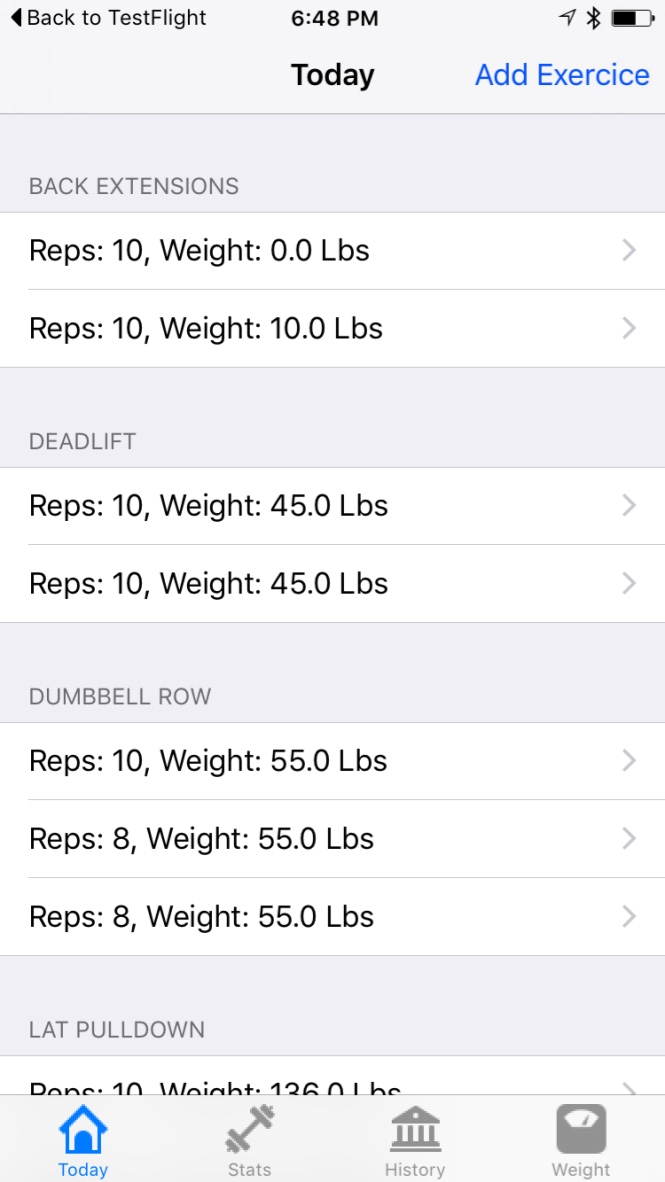 Back to TestFlight 6:48 PM
Today Add Exercice
BACK EXTENSIONS
Reps: 10, Weight: 0.0 Lbs
Reps: 10, Weight: 10.0 Lbs
DEADLIFT
Reps: 10, Weight: 45.0 Lbs
Reps: 10, Weight: 45.0 Lbs
DUMBBELL ROW
Reps: 10, Weight: 55.0 Lbs
Reps: 8, Weight: 55.0 Lbs
Reps: 8, Weight: 55.0 Lbs
LAT PULLDOWN
Reps: 10, Weight: 136.0 Lbs
Today Stats History Weight